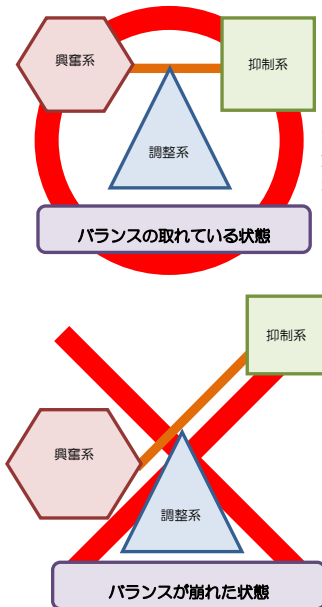 興奮系
抑制系
調整系
バランスの取れている状態
抑制系
興奮系
調整系
バランスが崩れた状態